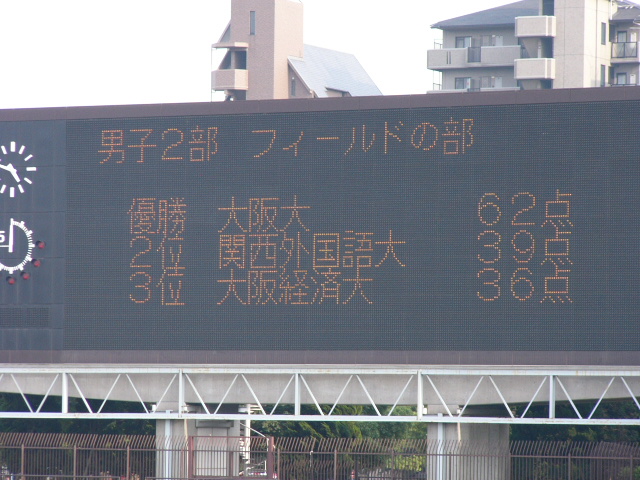 男子2部 フィールドの部
優勝 大阪大 62点
2位 関西外国語大 39点
3位 大阪経済大 36点